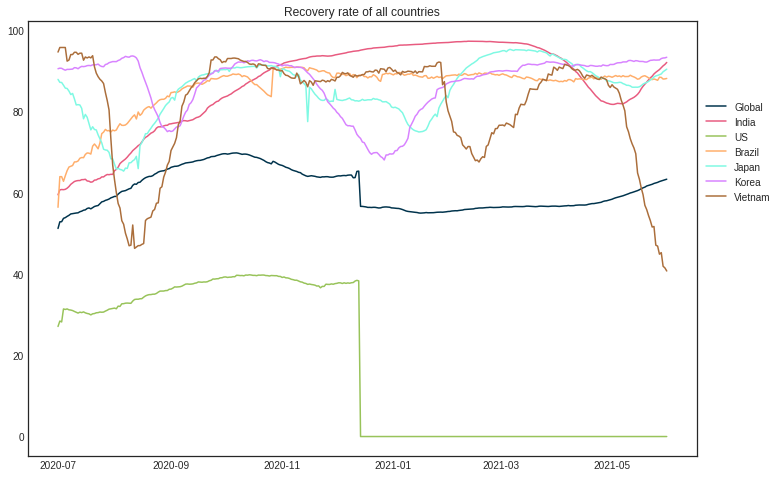 Recovery rate of all countries
100
80
60
40
20
0
2020-07
2020-09
2020-11
2021-01
2021-03
2021-05
Global
India
US
Brazil
Japan
Korea
Vietnam